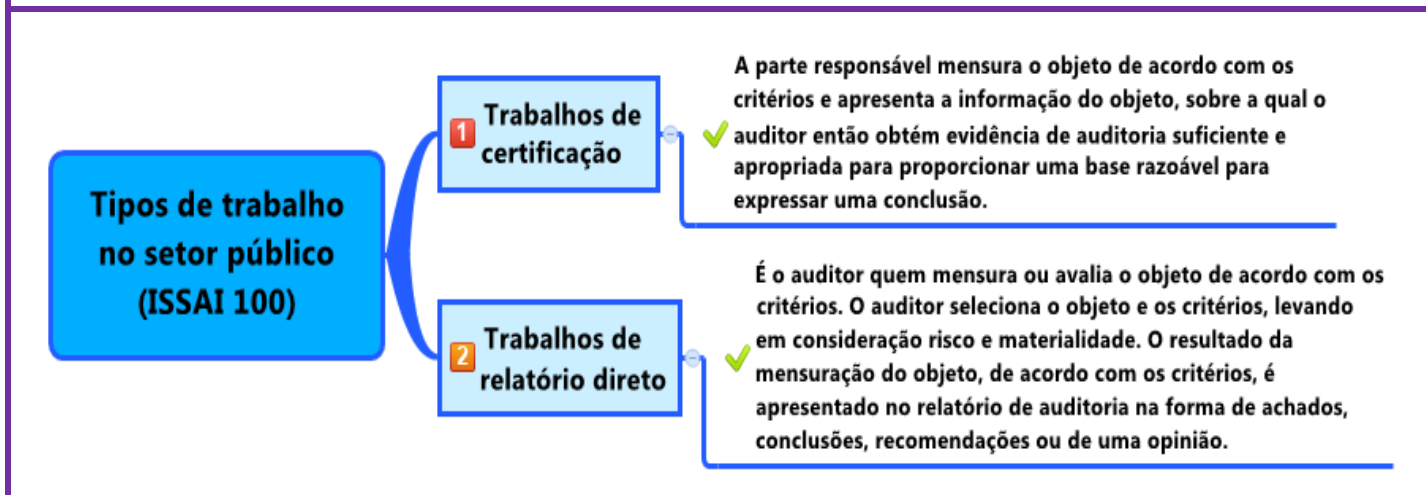 Tipos de trabalho
no setor público
(ISSAI 100)
1 Trabalhos de
certificação
A parte responsável mensura o objeto de acordo com os
critérios e apresenta a informação do objeto, sobre a qual o
auditor então obtém evidência de auditoria suficiente e
apropriada para proporcionar uma base razoável para
expressar uma conclusão.
2 Trabalhos de
relatório direto
É o auditor quem mensura ou avalia o objeto de acordo com os
critérios. O auditor seleciona o objeto e os critérios, levando
em consideração risco e materialidade. O resultado da
mensuração do objeto, de acordo com os critérios, é
apresentado no relatório de auditoria na forma de achados,
conclusões, recomendações ou de uma opinião.